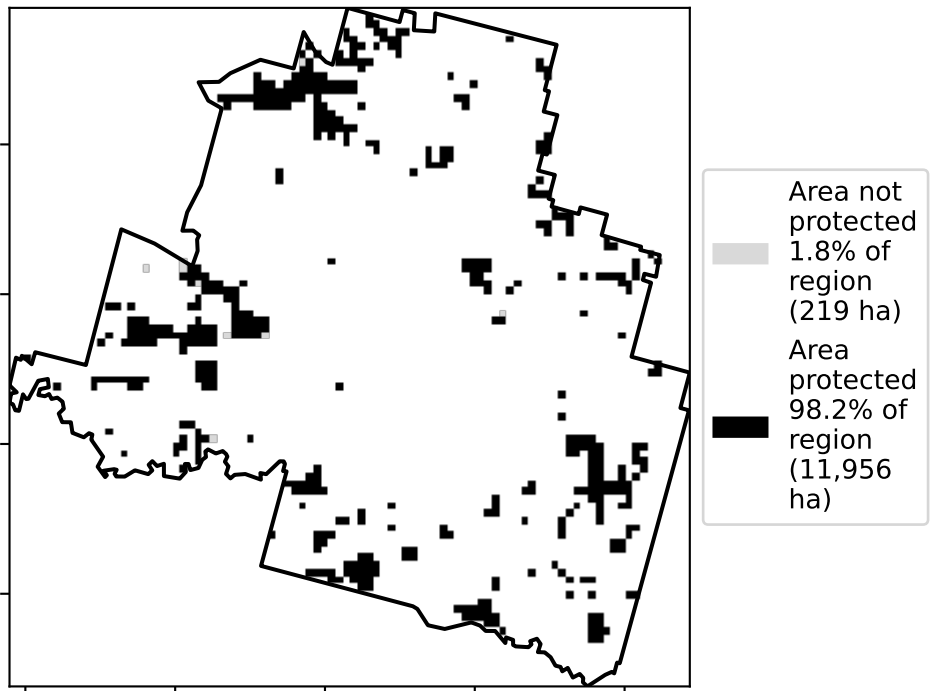 Area not
protected
1.8% of
region
(219 ha)
Area
protected
98.2% of
region
(11,956
ha)